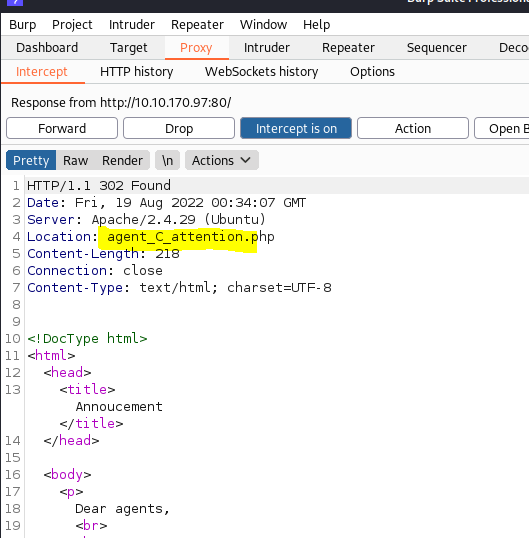 Burp Suite Professional
Burp Project Intruder Repeater Window Help
Dashboard Target Proxy Intruder Repeater Sequencer Deco
Intercept HTTP history WebSockets history Options
Response from http://10.10.170.97:80/
Forward Drop Intercept is on Action Open B
Pretty Raw Render \n Actions
1 HTTP/1.1 302 Found
2 Date: Fri, 19 Aug 2022 00:34:07 GMT
3 Server: Apache/2.4.29 (Ubuntu)
4 Location: agent_C_attention.php
5 Content-Length: 218
6 Connection: close
7 Content-Type: text/html; charset=UTF-8
8
9
10 <!DocType html>
11 <html>
12 <head>
13 <title>
Annoucement
</title>
14 </head>
15
16 <body>
17 <p>
18 Dear agents,
19 <br>